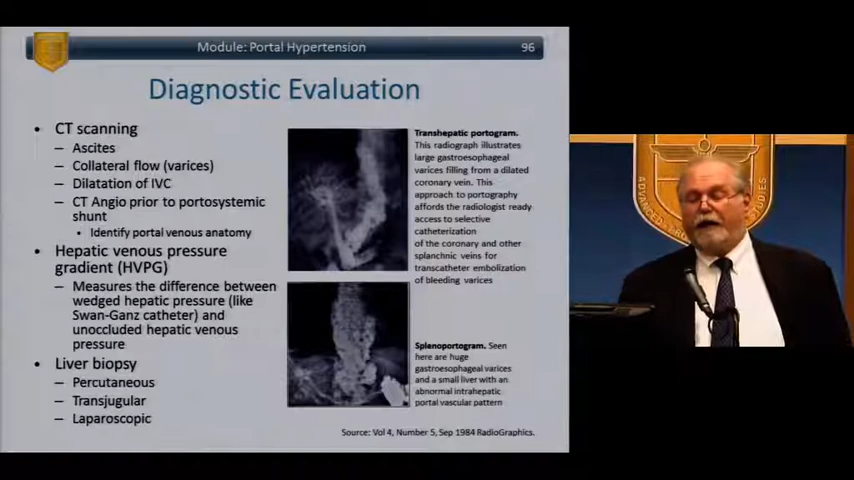 Module: Portal Hypertension
96
Diagnostic Evaluation
• CT scanning
– Ascites
– Collateral flow (varices)
– Dilatation of IVC
– CT Angio prior to portosystemic
shunt
• Identify portal venous anatomy
• Hepatic venous pressure
gradient (HVPG)
– Measures the difference between
wedged hepatic pressure (like
Swan-Ganz catheter) and
unoccluded hepatic venous
pressure
• Liver biopsy
– Percutaneous
– Transjugular
– Laparoscopic
Transhepatic portogram.
This radiograph illustrates
large gastroesophageal
varices filling from a dilated
coronary vein. This
approach to portography
affords the radiologist ready
access to selective
catheterization
of the coronary and other
splanchnic veins for
transcatheter embolization
of bleeding varices
Splenoportogram. Seen
here are huge
gastroesophageal varices
and a small liver with an
abnormal intrahepatic
portal vascular pattern
Source: Vol 4, Number 5, Sep 1984 RadioGraphics.